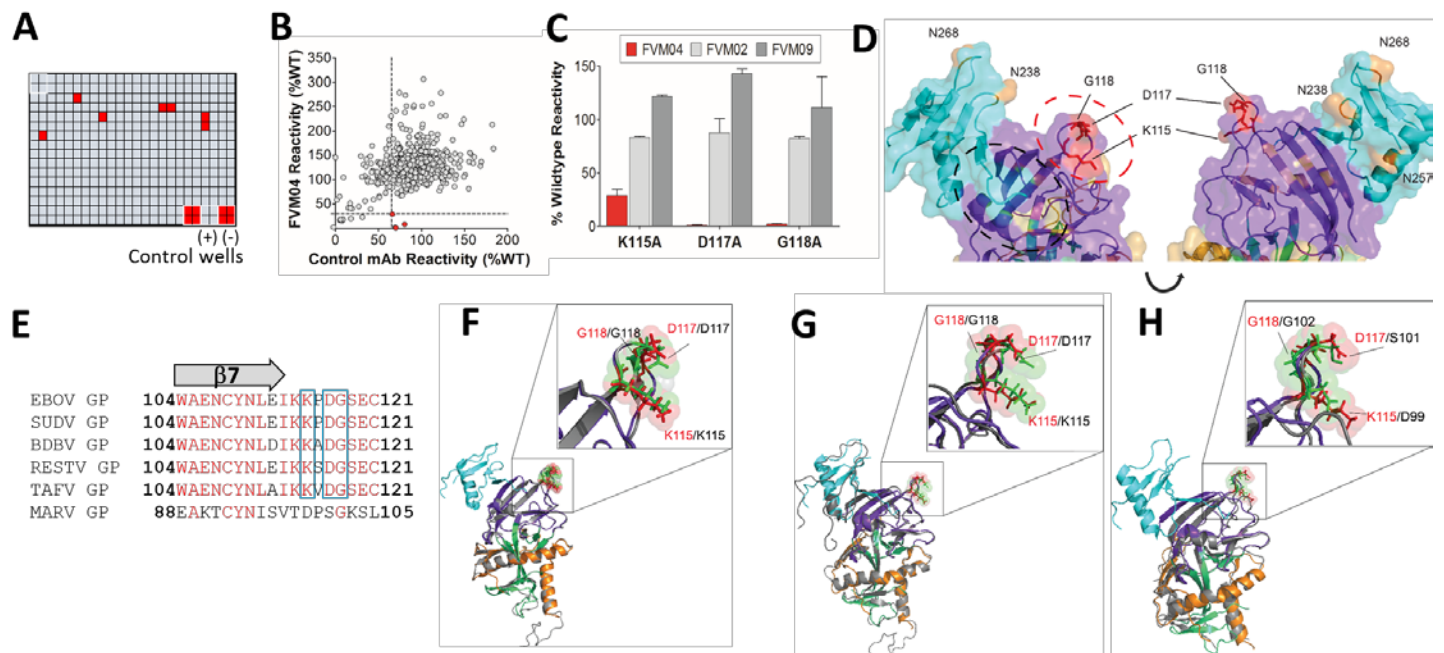 A
(+) (-)
Control wells
B
FVM04 Reactivity (%WT)
350
300
250
200
150
100
50
0
0 50 100 150 200
Control mAb Reactivity (%WT)
C
FVM04 FVM02 FVM09
% Wildtype Reactivity
150
100
50
0
K115A D117A G118A
D
N268
N238
G118
D117
K115
G118
N238
N268
N257
E
β7
EBOV GP 104WAENCYNLEIKKPDGSEC121
SUDV GP 104WAENCYNLEIKKPDGSEC121
BDBV GP 104WAENCYNLDIKKADGSEC121
RESTV GP 104WAENCYNLDIKKSDGSEC121
TAFV GP 104WAENCYNLAIKKVDGSEC121
MARV GP 88EAKTCYNISVTDPSGKSL105
F
G118/G118
D117/D117
K115/K115
G
G118/G118
D117/D117
K115/K115
H
G118/G102
D117/S101
K115/D99